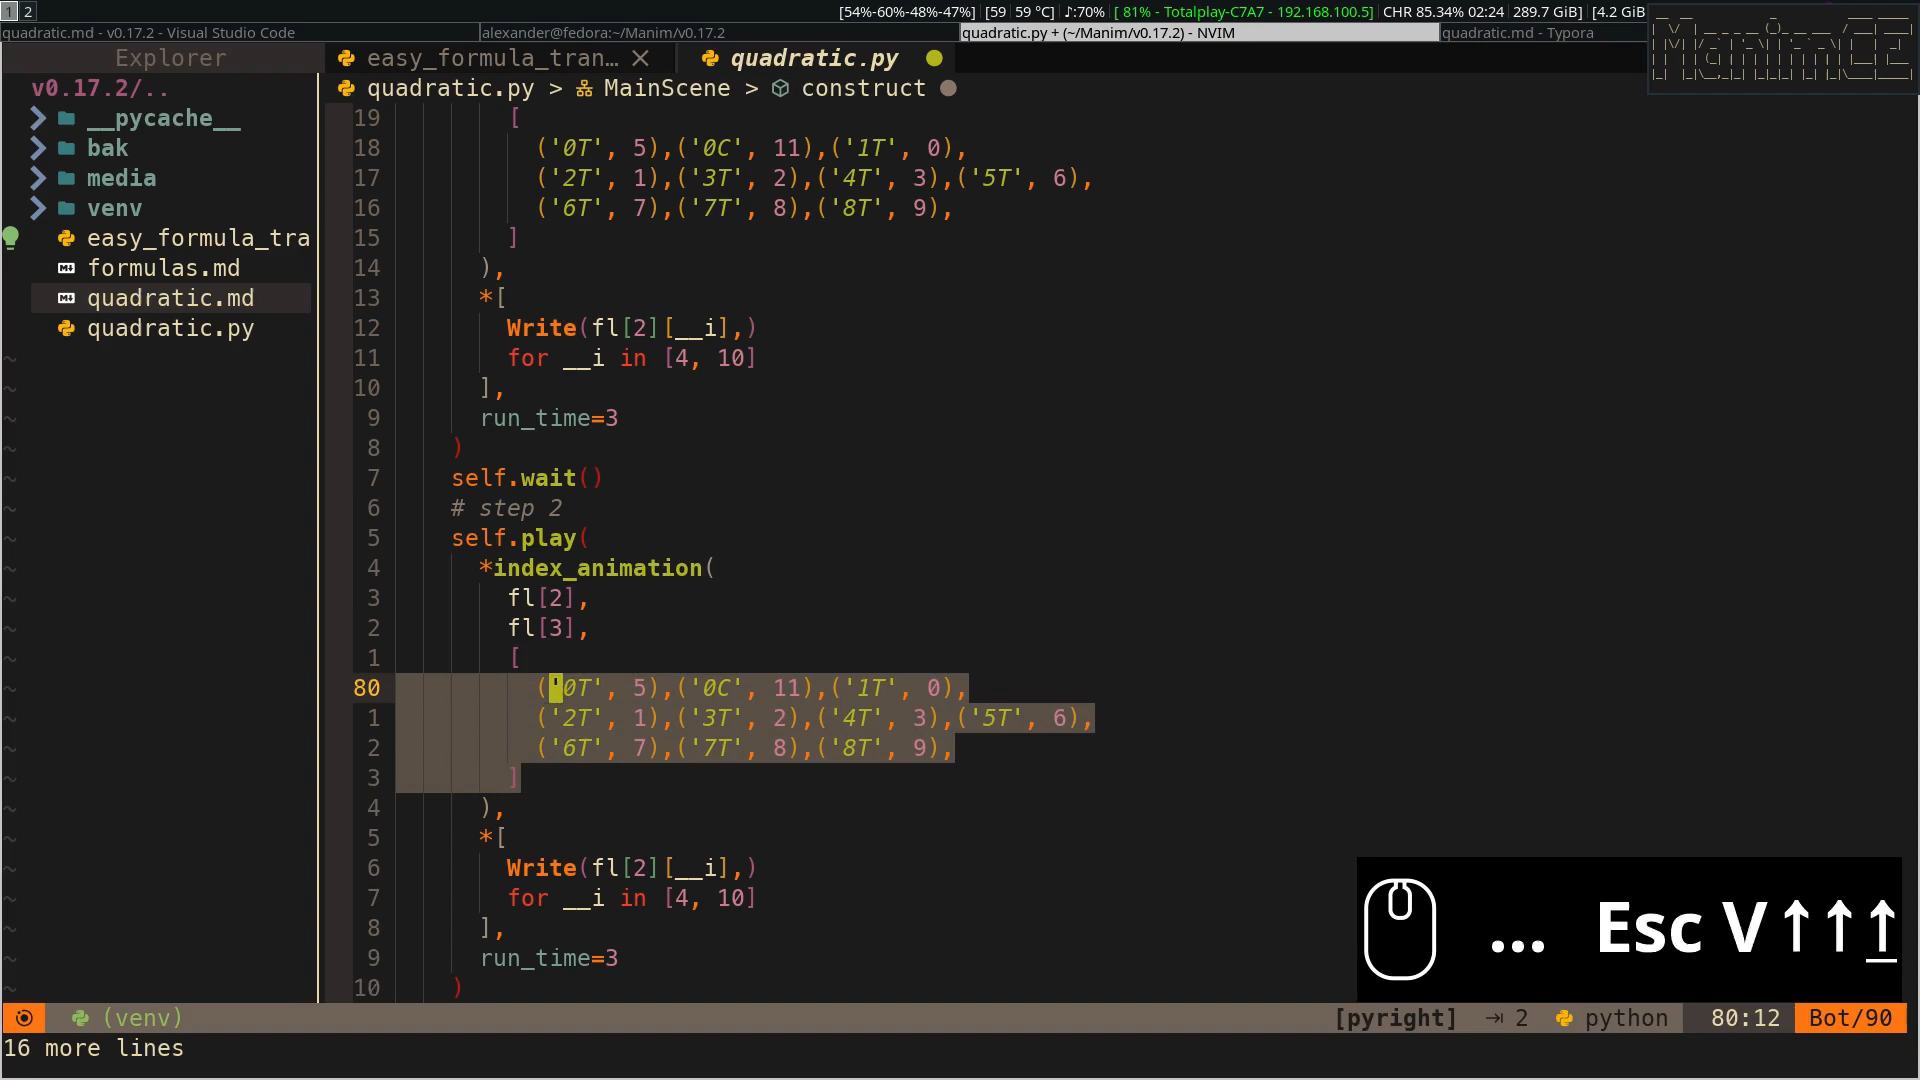 1 2 [54%-60%-48%-47%] [59 59 °C] ♪:70% [ 81% - Totalplay-C7A7 - 192.168.100.5] CHR 85.34% 02:24 289.7 GiB] [4.2 GiB
quadratic.md - v0.17.2 - Visual Studio Code alexander@fedora:~/Manim/v0.17.2 quadratic.py + (~/Manim/v0.17.2) - NVIM quadratic.md - Typora
Explorer easy_formula_tran… quadratic.py
v0.17.2/.. quadratic.py > MainScene > construct
__pycache__
bak
media
venv
easy_formula_tra
formulas.md
quadratic.md
quadratic.py
19 [
18 ('0T', 5),('0C', 11),('1T', 0),
17 ('2T', 1),('3T', 2),('4T', 3),('5T', 6),
16 ('6T', 7),('7T', 8),('8T', 9),
15 ]
14 ),
13 *[
12 Write(fl[2][__i],)
11 for __i in [4, 10]
10 ],
9 run_time=3
8 )
7 self.wait()
6 # step 2
5 self.play(
4 *index_animation(
3 fl[2],
2 fl[3],
1 [
80 ('0T', 5),('0C', 11),('1T', 0),
1 ('2T', 1),('3T', 2),('4T', 3),('5T', 6),
2 ('6T', 7),('7T', 8),('8T', 9),
3 ]
4 ),
5 *[
6 Write(fl[2][__i],)
7 for __i in [4, 10]
8 ],
9 run_time=3
10 )
... Esc V↑↑↑
(venv) [pyright] ⇥ 2 python 80:12 Bot/90
16 more lines